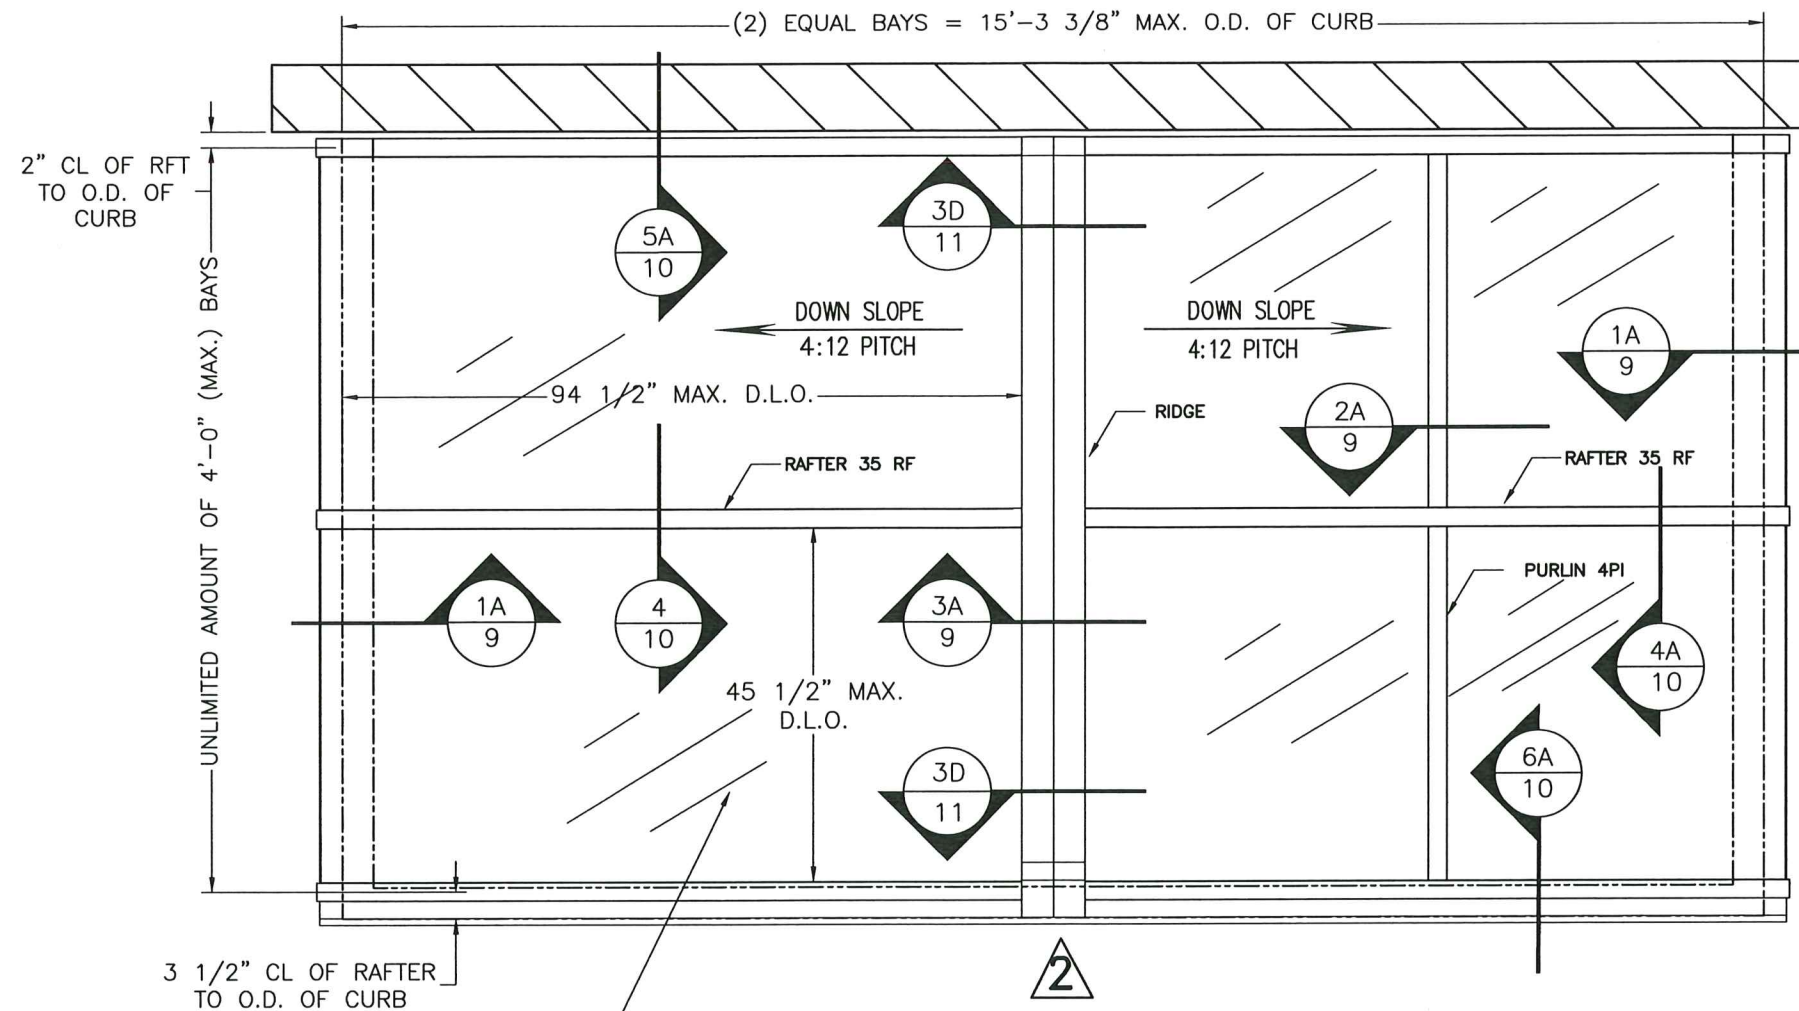 (2) EQUAL BAYS = 15'-3 3/8" MAX. O.D. OF CURB
2" CL OF RFT
TO O.D. OF
CURB
UNLIMITED AMOUNT OF 4'-0" (MAX.) BAYS
5A
10
3D
11
DOWN SLOPE
4:12 PITCH
DOWN SLOPE
4:12 PITCH
1A
9
94 1/2" MAX. D.L.O.
RIDGE
2A
9
RAFTER 35 RF
RAFTER 35 RF
1A
9
4
10
3A
9
PURLIN 4PI
4A
10
45 1/2" MAX.
D.L.O.
3D
11
6A
10
3 1/2" CL OF RAFTER
TO O.D. OF CURB
2